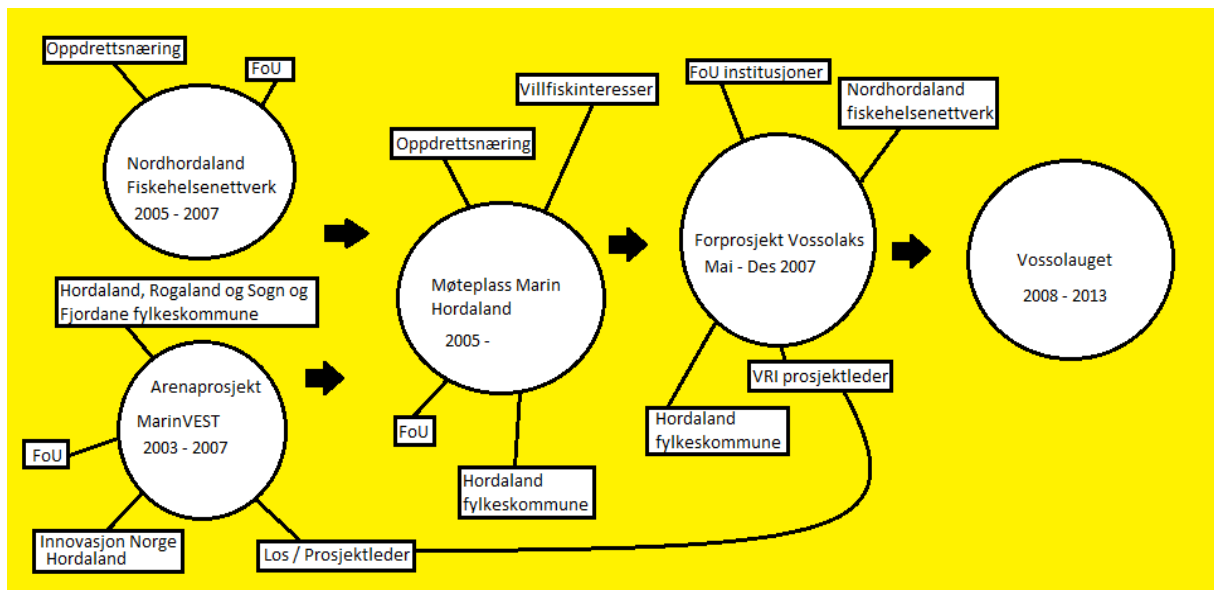 Oppdrettsnæring
FoU
Nordhordaland
Fiskehelsenettverk
2005 - 2007
Hordaland, Rogaland og Sogn og
Fjordane fylkeskommune
Arenaprosjekt
MarinVEST
2003 - 2007
FoU
Innovasjon Norge
Hordaland
Los / Prosjektleder
Villfiskinteresser
Oppdrettsnæring
Møteplass Marin
Hordaland
2005 -
FoU
Hordaland
fylkeskommune
FoU institusjoner
Nordhordaland
fiskehelsenettverk
Forprosjekt Vossolaks
Mai - Des 2007
VRI prosjektleder
Hordaland
fylkeskommune
Vossolauget
2008 - 2013